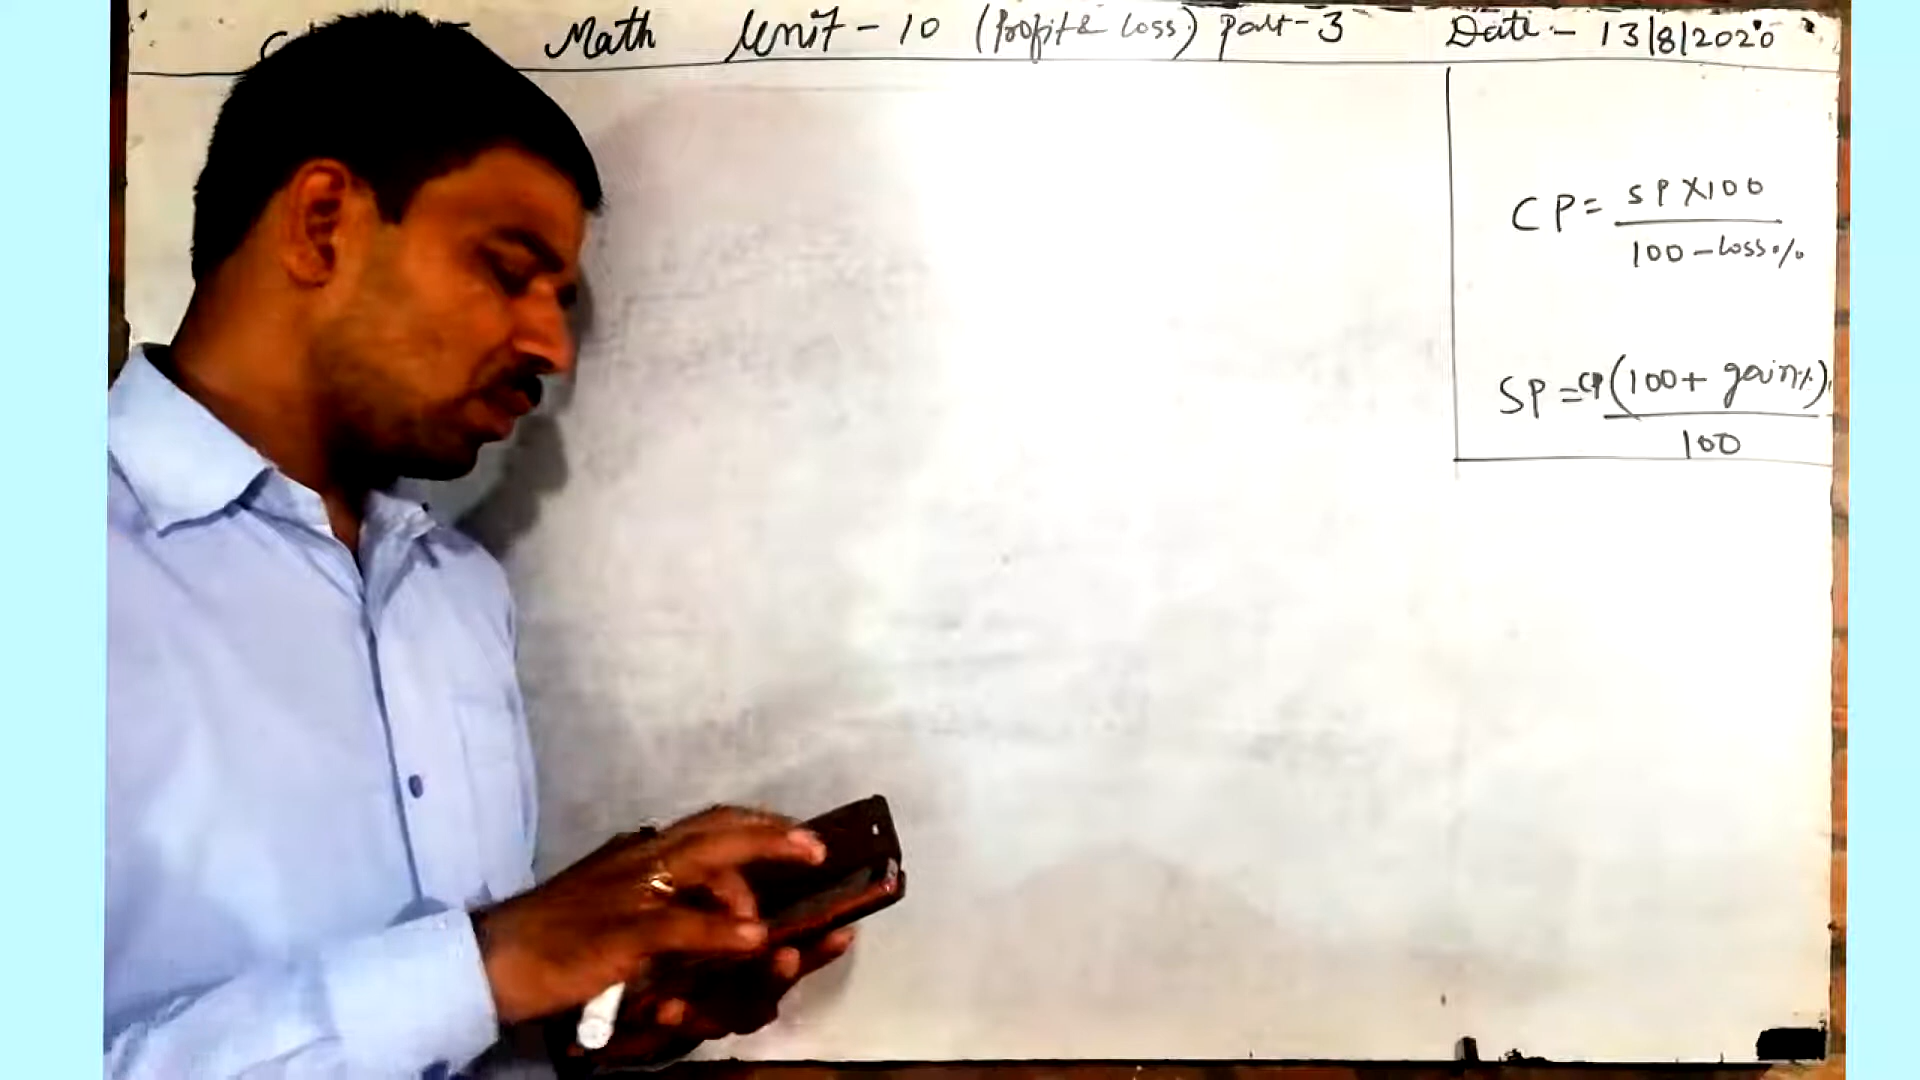 Math Unit - 10 (Profit & Loss) Part - 3 Date :- 13/8/2020
CP = SP X 100
100 - Loss %
SP = CP (100 + gain%)
100